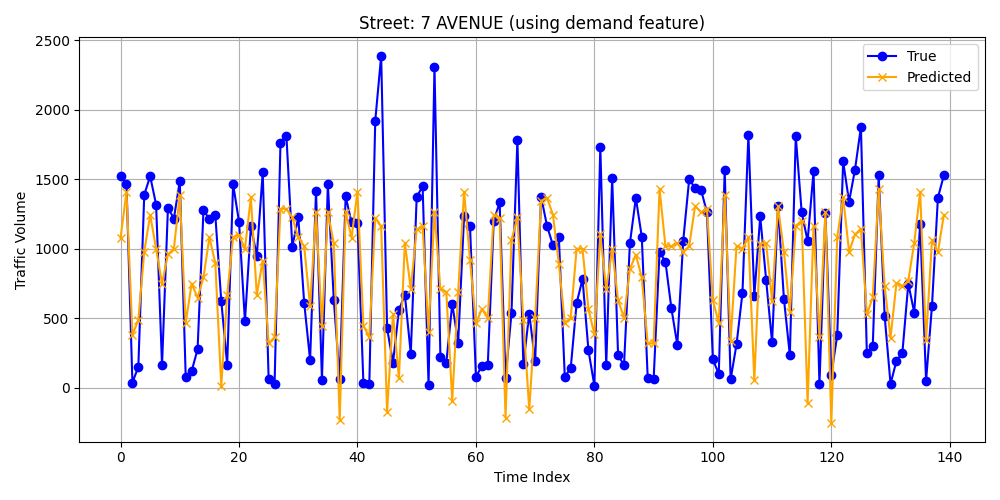 Street: 7 AVENUE (using demand feature)
True
Predicted
Traffic Volume
2500
2000
1500
1000
500
0
0 20 40 60 80 100 120 140
Time Index